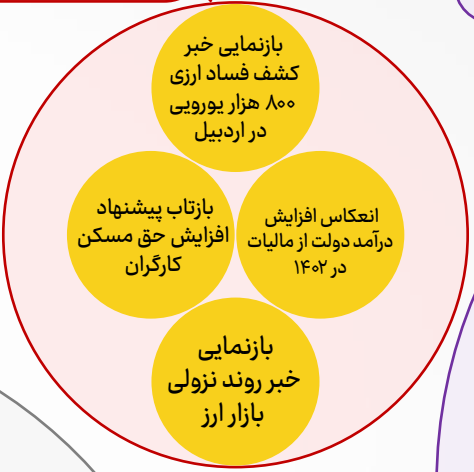 بازنمایی خبر
کشف فساد ارزی
۸۰۰ هزار یورویی
در اردبیل
انعکاس افزایش
درآمد دولت از مالیات
در ۱۴۰۲
بازتاب پیشنهاد
افزایش حق مسکن
کارگران
بازنمایی
خبر روند نزولی
بازار ارز